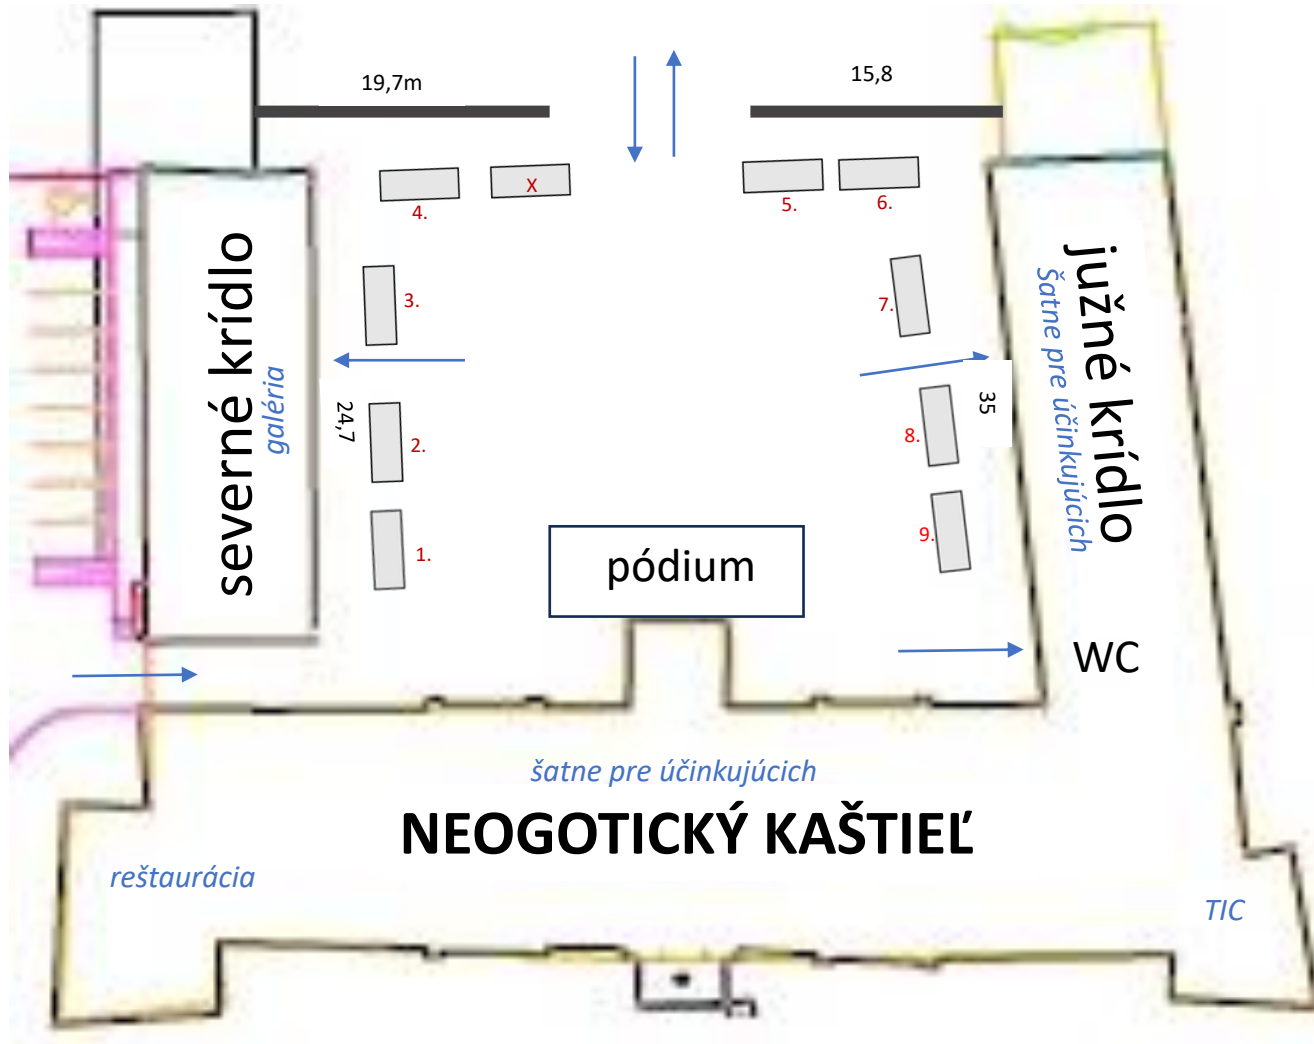 19,7m
15,8
4.
X
5.
6.
3.
7.
severné krídlo
galéria
južné krídlo
Šatne pre účinkujúcich
24,7
35
2.
8.
1.
9.
pódium
WC
šatne pre účinkujúcich
NEOGOTICKÝ KAŠTIEĽ
reštaurácia
TIC